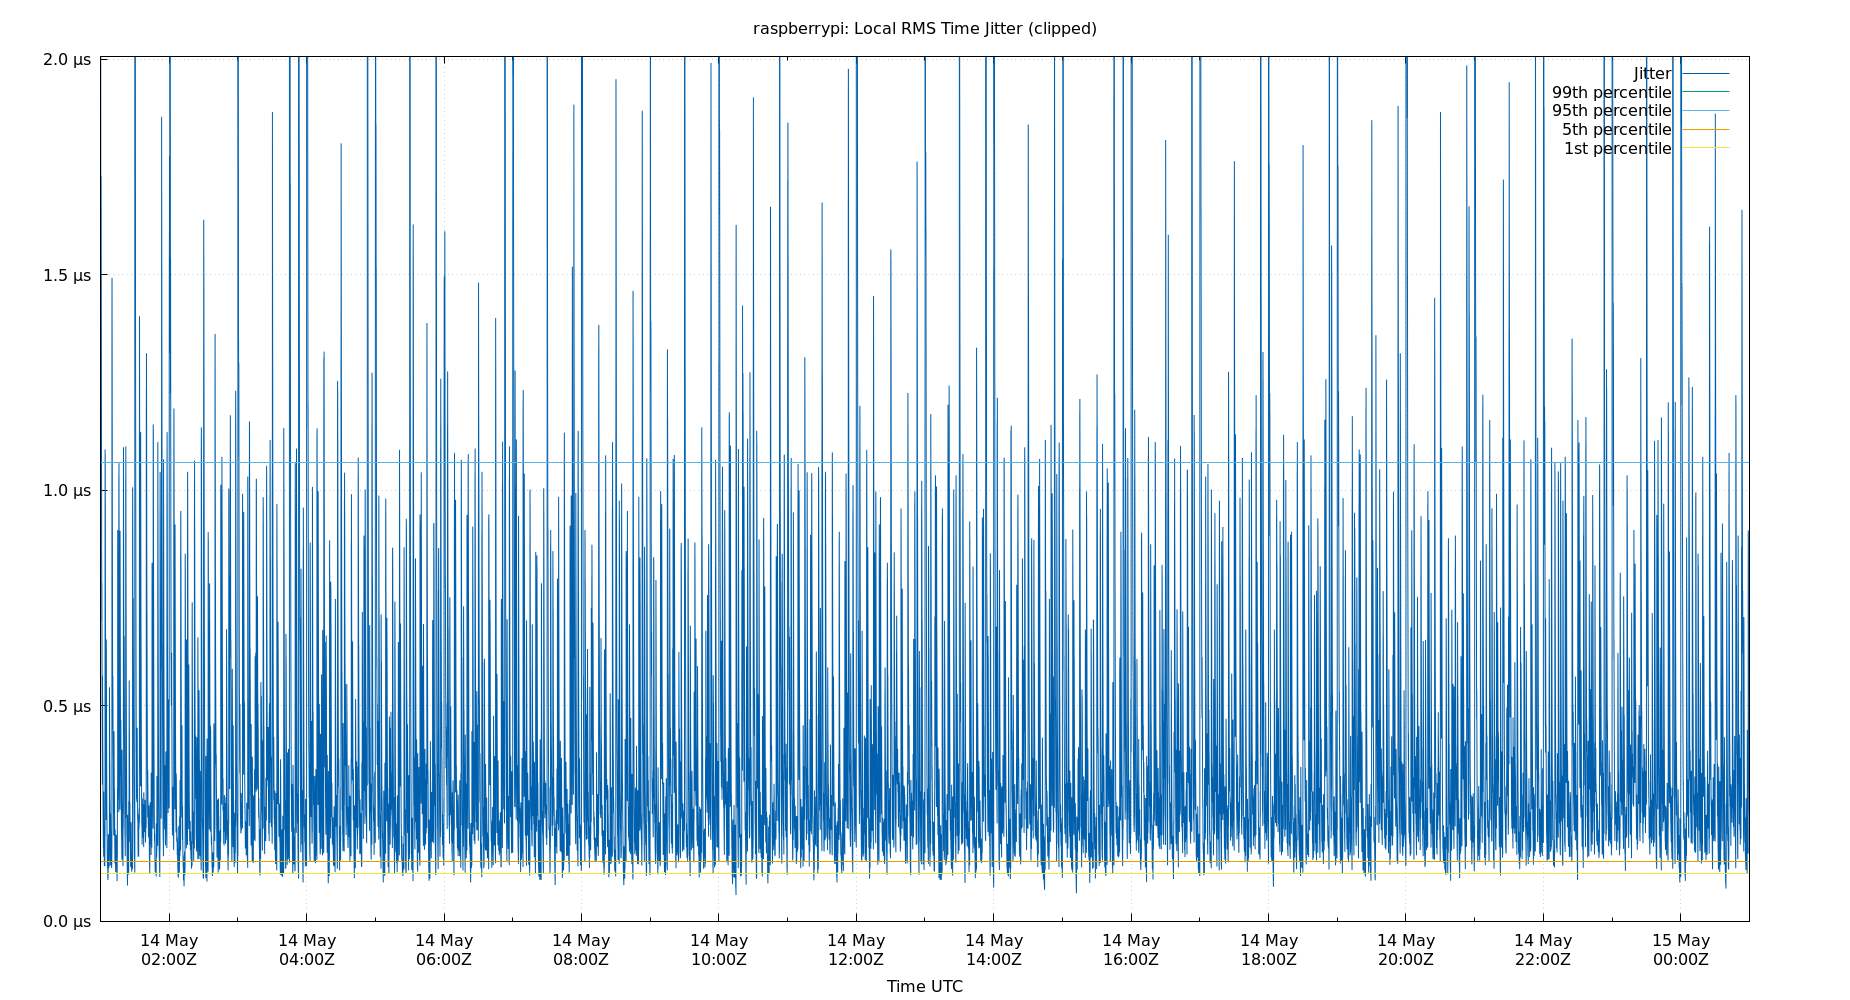 raspberrypi: Local RMS Time Jitter (clipped)
2.0 µs
1.5 µs
1.0 µs
0.5 µs
0.0 µs
Jitter
99th percentile
95th percentile
5th percentile
1st percentile
14 May 14 May 14 May 14 May 14 May 14 May 14 May 14 May 14 May 14 May 14 May 15 May
02:00Z 04:00Z 06:00Z 08:00Z 10:00Z 12:00Z 14:00Z 16:00Z 18:00Z 20:00Z 22:00Z 00:00Z
Time UTC